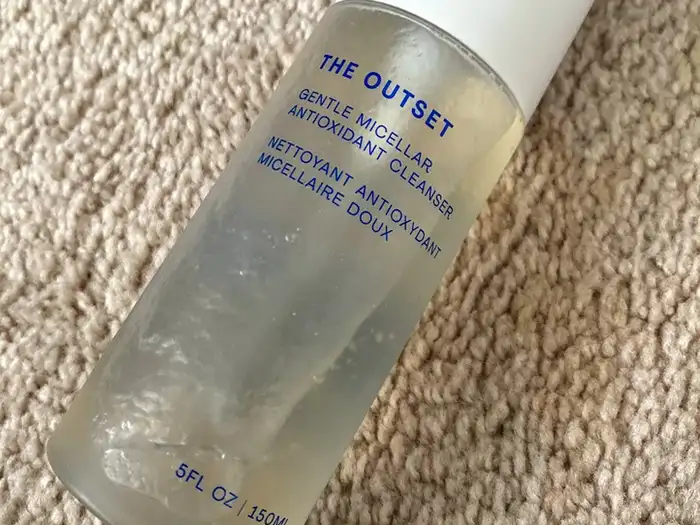 THE OUTSET
GENTLE MICELLAR
ANTIOXIDANT CLEANSER
NETTOYANT ANTIOXYDANT
MICELLAIRE DOUX
5FL OZ | 150ML